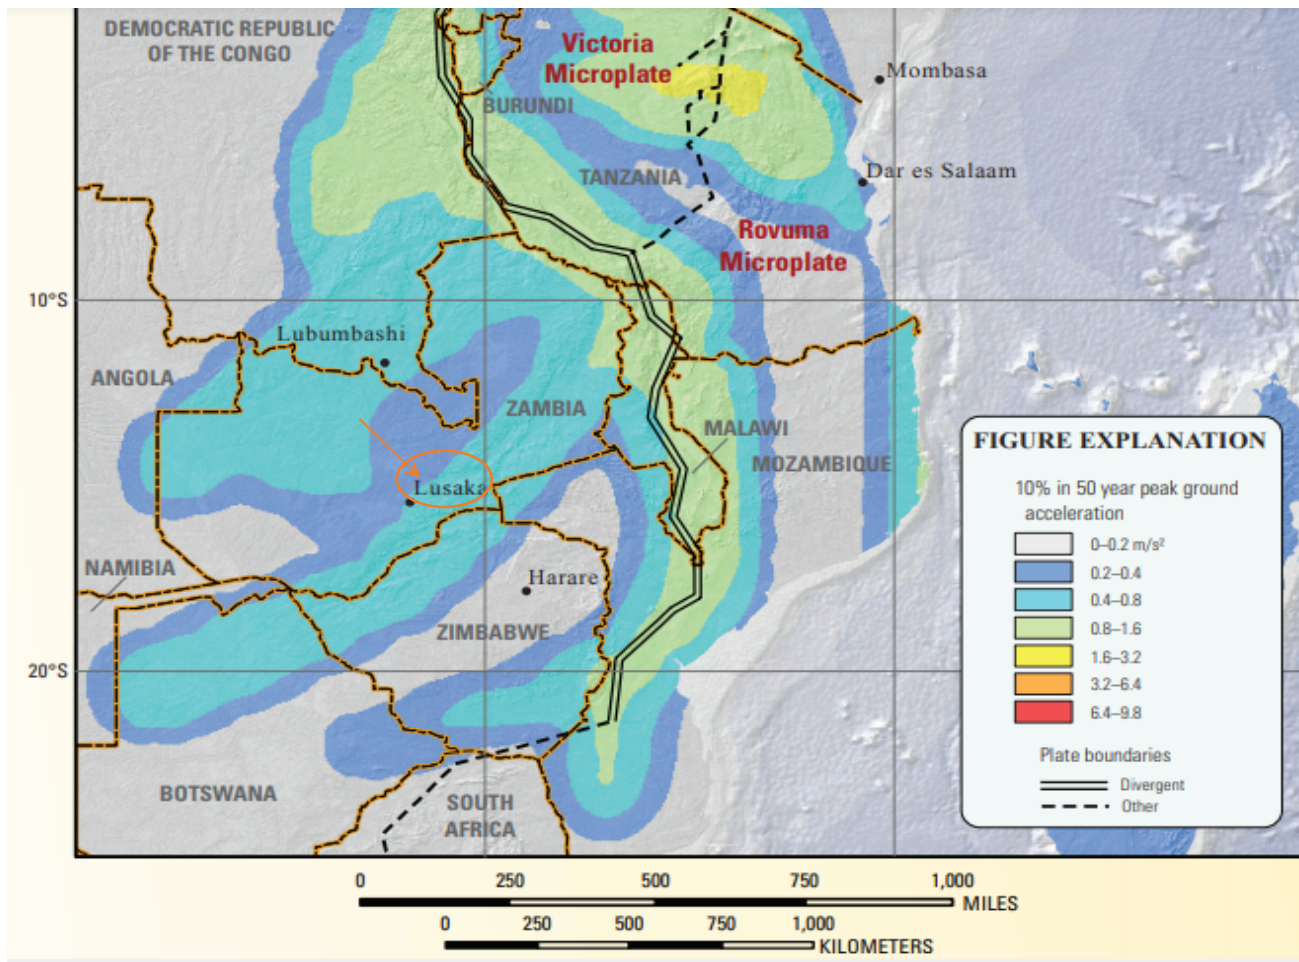 DEMOCRATIC REPUBLIC
OF THE CONGO
Victoria
Microplate
Mombasa
BURUNDI
TANZANIA
Dar es Salaam
Rovuma
Microplate
10°S
Lubumbashi
ANGOLA
ZAMBIA
MALAWI
MOZAMBIQUE
Lusaka
NAMIBIA
Harare
ZIMBABWE
20°S
BOTSWANA
SOUTH
AFRICA
FIGURE EXPLANATION
10% in 50 year peak ground
acceleration
0–0.2 m/s²
0.2–0.4
0.4–0.8
0.8–1.6
1.6–3.2
3.2–6.4
6.4–9.8
Plate boundaries
Divergent
Other
0 250 500 750 1,000
MILES
0 250 500 750 1,000
KILOMETERS